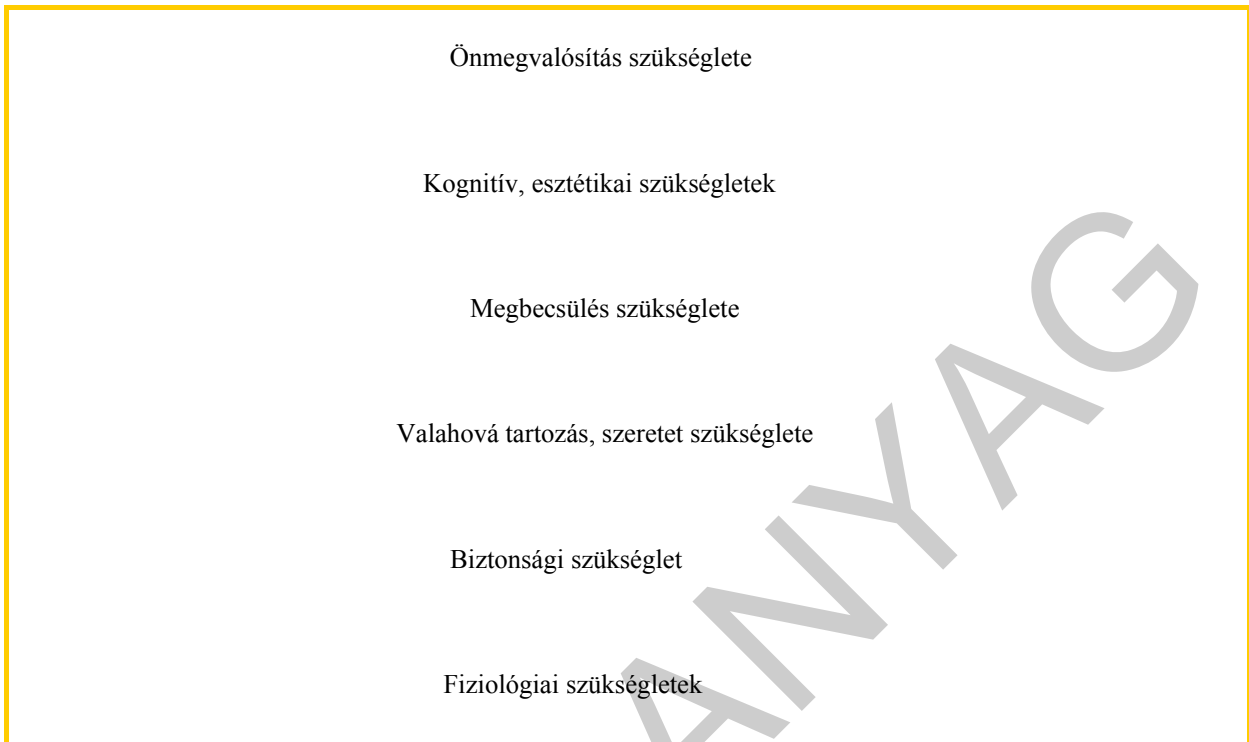 Önmegvalósítás szükséglete
Kognitív, esztétikai szükségletek
Megbecsülés szükséglete
Valahová tartozás, szeretet szükséglete
Biztonsági szükséglet
Fiziológiai szükségletek
ANYAG